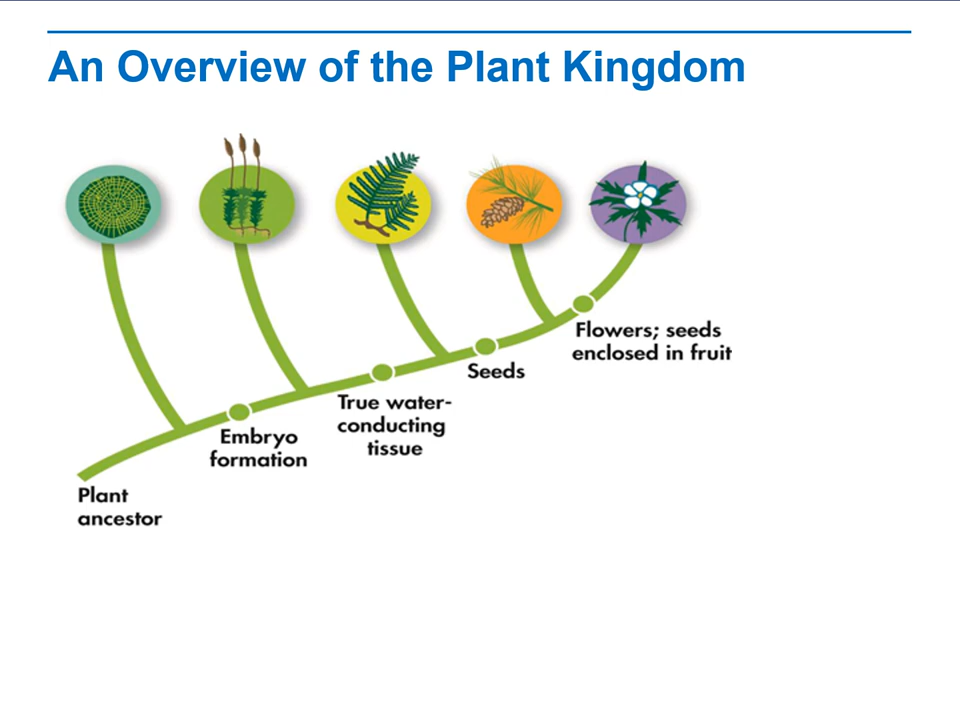 An Overview of the Plant Kingdom
Flowers; seeds
enclosed in fruit
Seeds
True water-
conducting
tissue
Embryo
formation
Plant
ancestor